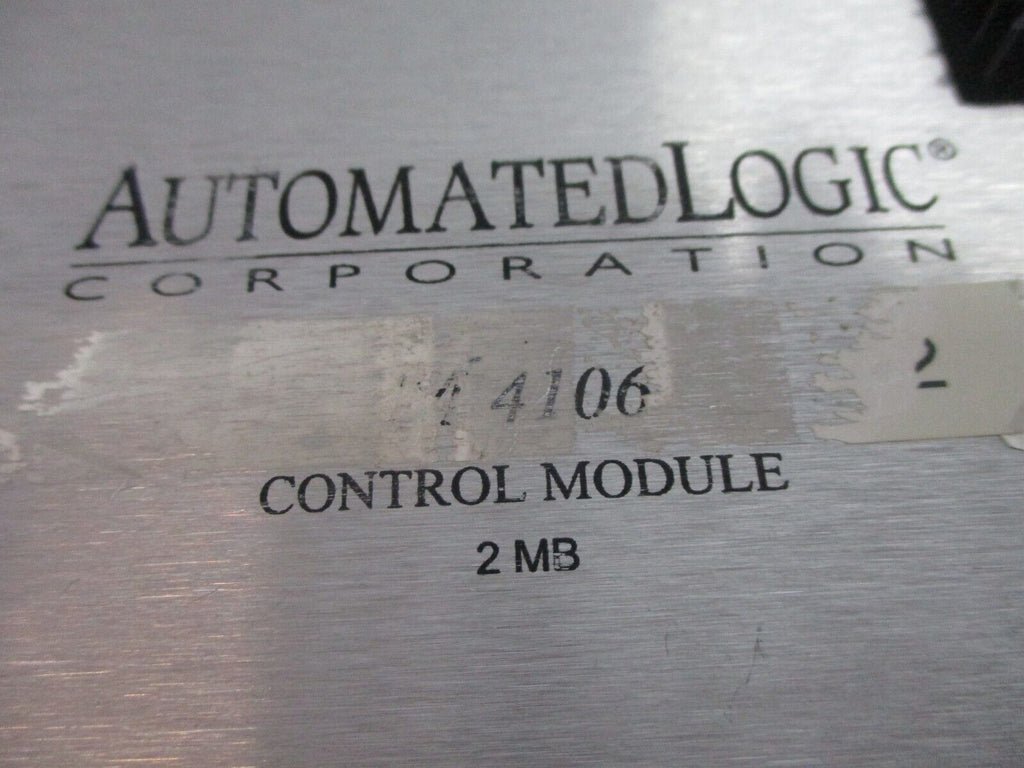 AUTOMATEDLOGIC®
CORPORATION
4106
CONTROL MODULE
2 MB